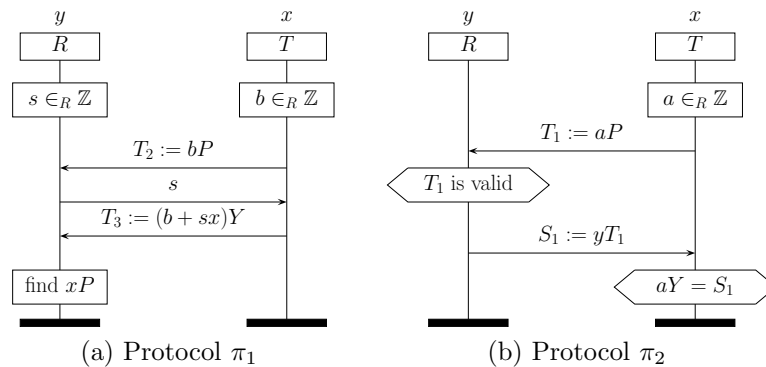 y x
R T
s ∈_R ℤ b ∈_R ℤ
T_2 := bP
s
T_3 := (b + sx)Y
find xP
(a) Protocol π_1
y x
R T
a ∈_R ℤ
T_1 := aP
T_1 is valid
S_1 := yT_1
aY = S_1
(b) Protocol π_2